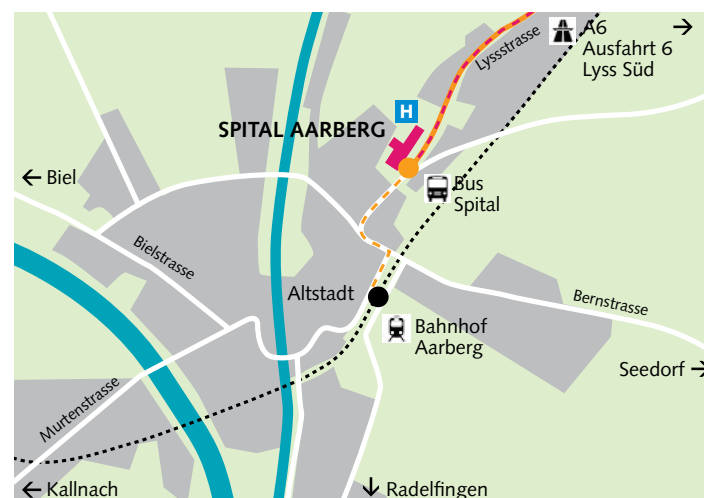 A6
Ausfahrt 6
Lyss Süd
Lyssstrasse
H
SPITAL AARBERG
Biel
Bus
Spital
Bielstrasse
Altstadt
Bernstrasse
Bahnhof
Aarberg
Seedorf
Murtenstrasse
Kallnach
Radelfingen